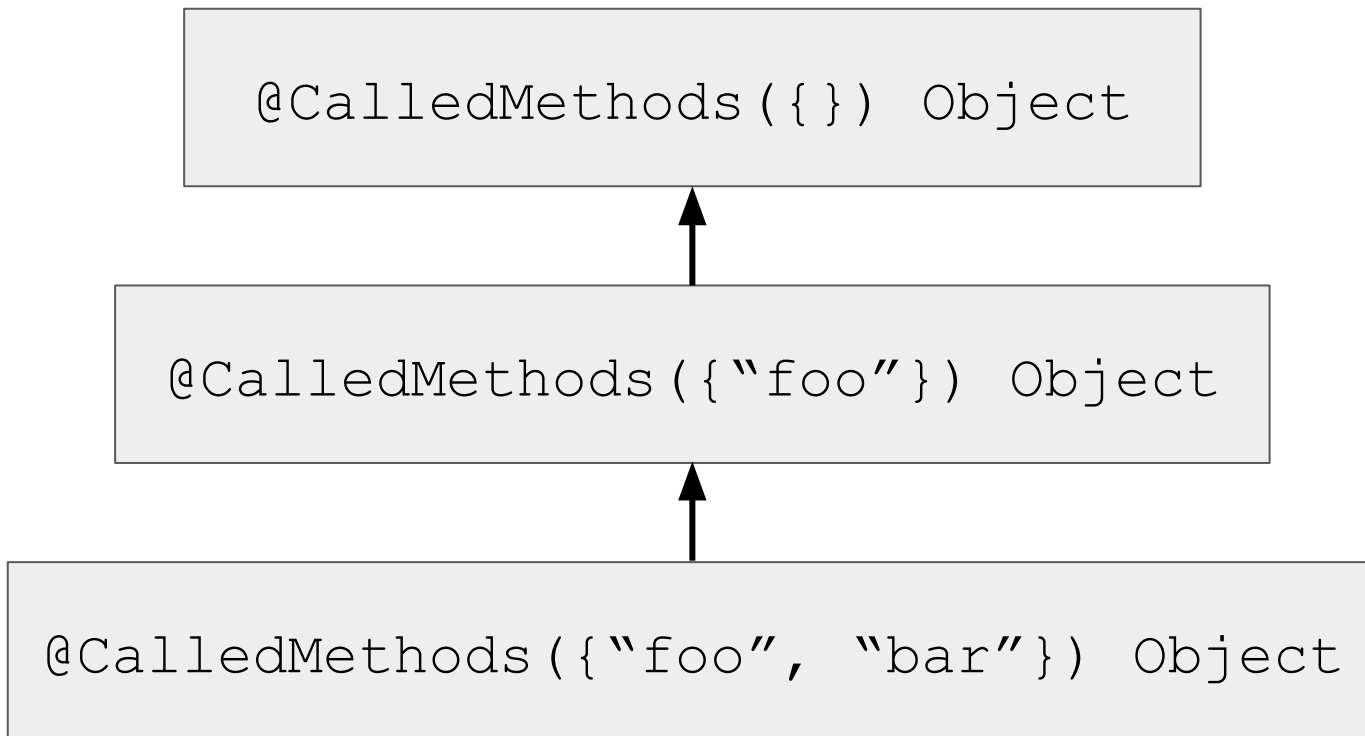 @CalledMethods({}) Object
@CalledMethods({“foo”}) Object
@CalledMethods({“foo”, “bar”}) Object